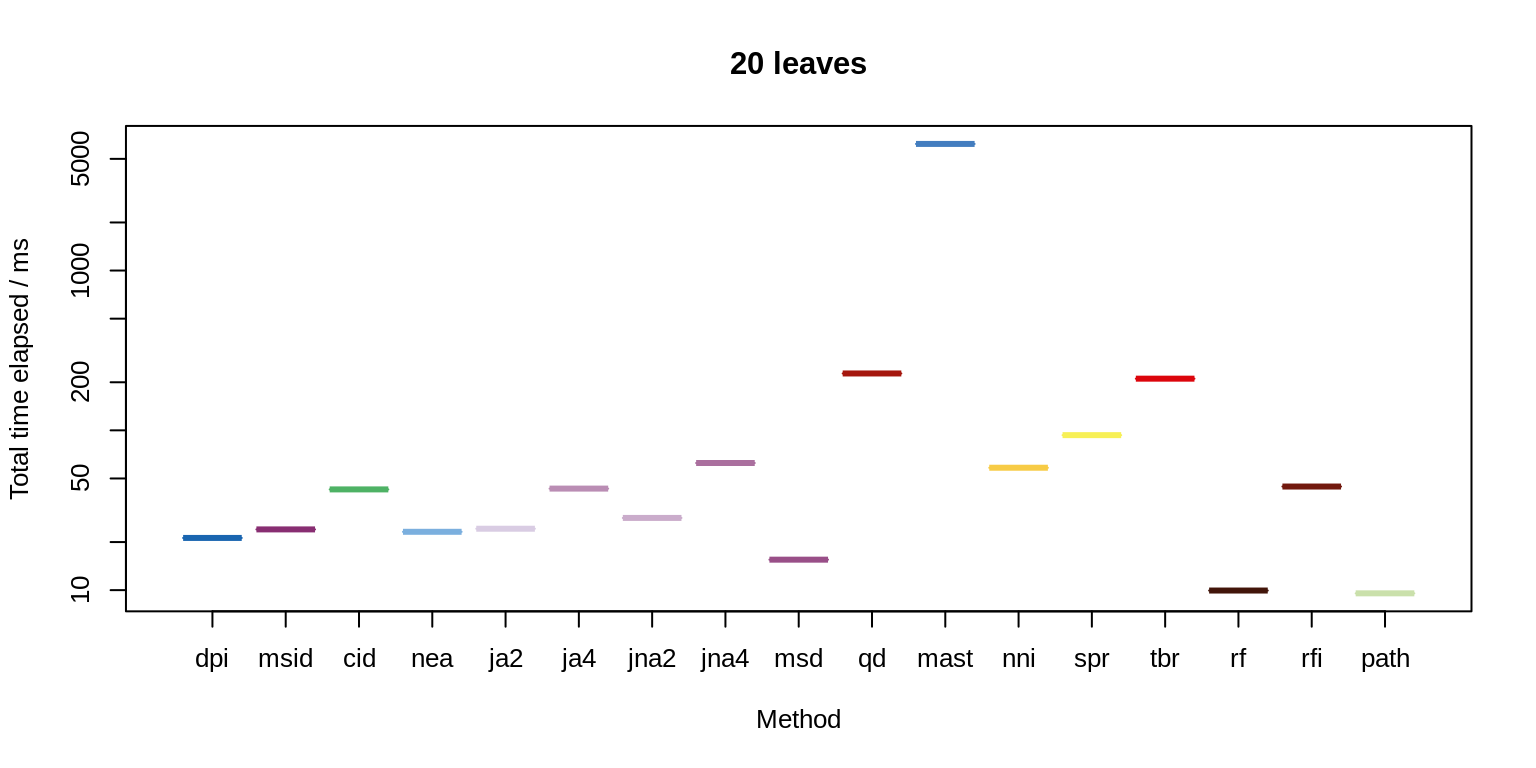 20 leaves
Total time elapsed / ms
5000
1000
200
50
10
dpi msid cid nea ja2 ja4 jna2 jna4 msd qd mast nni spr tbr rf rfi path
Method